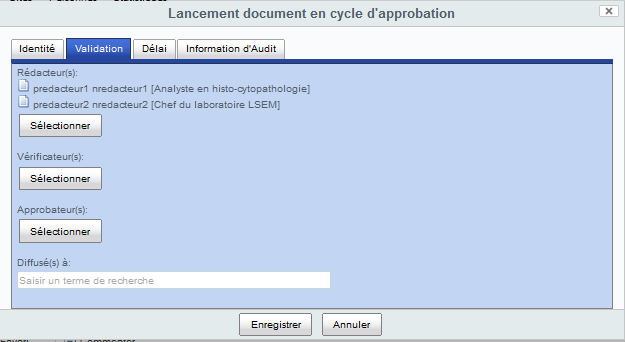 Lancement document en cycle d'approbation
Identité Validation Délai Information d'Audit
Rédacteur(s):
predacteur1 nredacteur1 [Analyste en histo-cytopathologie]
predacteur2 nredacteur2 [Chef du laboratoire LSEM]
Sélectionner
Vérificateur(s):
Sélectionner
Approbateur(s):
Sélectionner
Diffusé(s) à:
Saisir un terme de recherche
Enregistrer Annuler